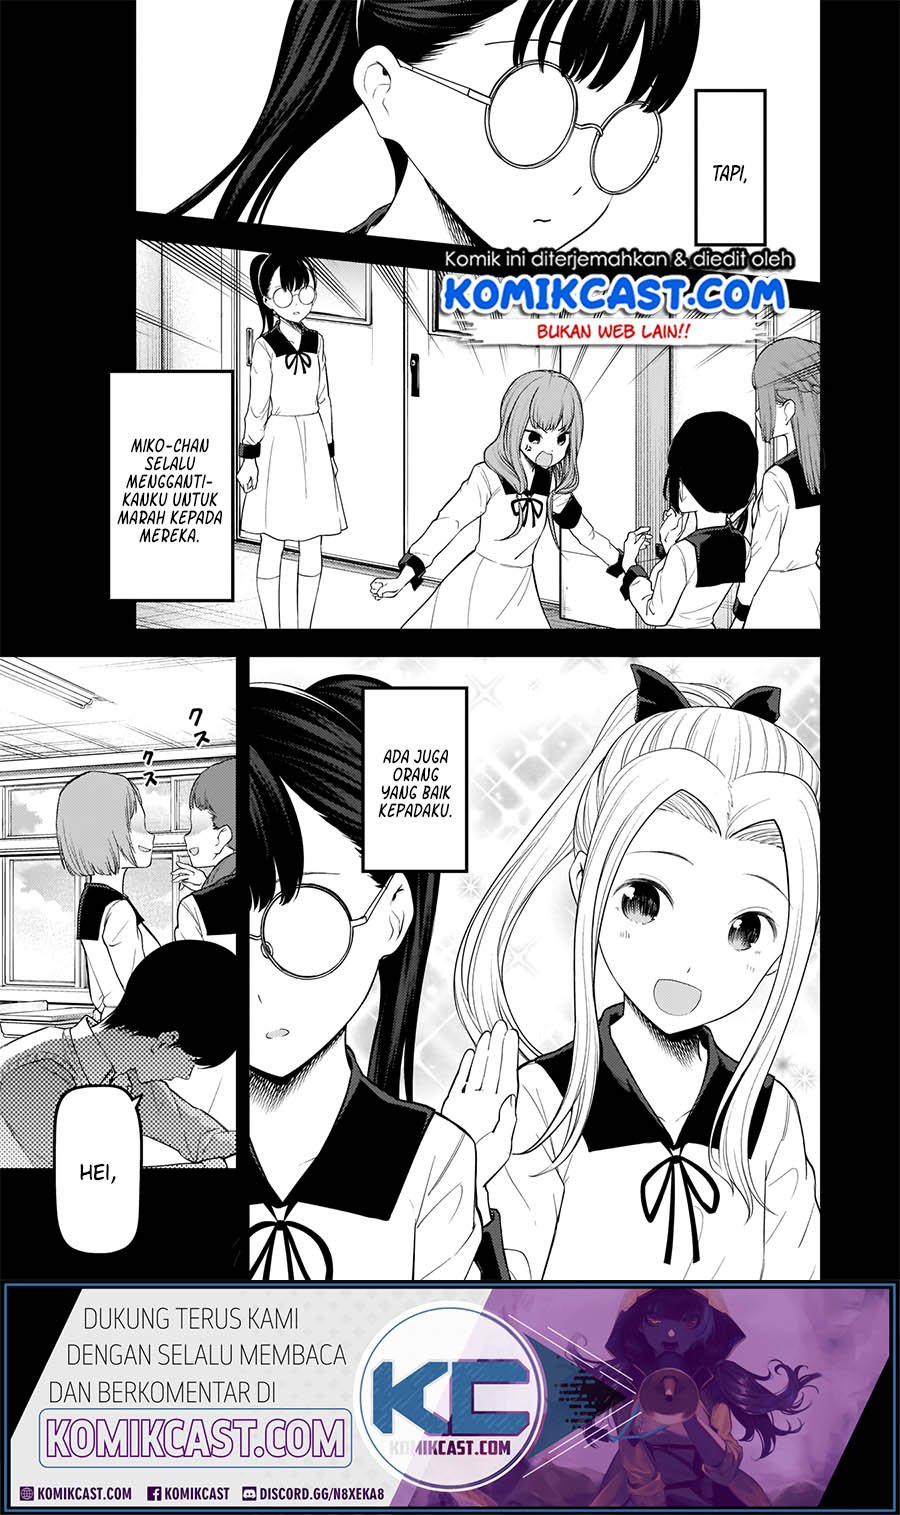 TAPI,
Komik ini diterjemahkan & diedit oleh
KOMIKCAST.COM
BUKAN WEB LAIN!!
MIKO-CHAN
SELALU
MENGGANTI-
KANKU UNTUK
MARAH KEPADA
MEREKA.
ADA JUGA
ORANG
YANG BAIK
KEPADAKU.
クス
クス
HEI,
DUKUNG TERUS KAMI
DENGAN SELALU MEMBACA
DAN BERKOMENTAR DI
KOMIKCAST.COM
KC
KOMIKCAST.COM
KOMIKCAST.COM KOMIKCAST DISCORD.GG/N8XEKA8